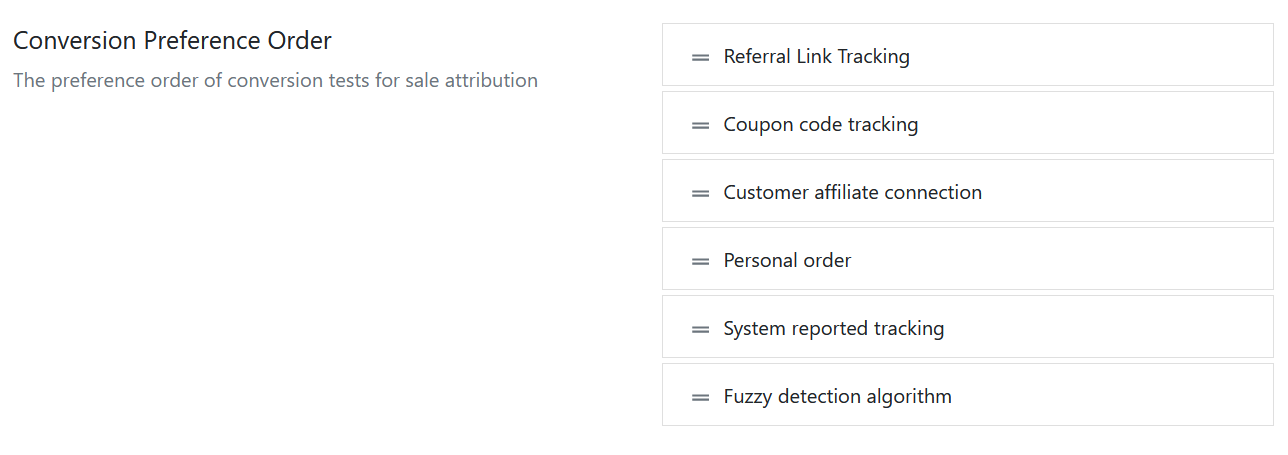 Conversion Preference Order
The preference order of conversion tests for sale attribution
Referral Link Tracking
Coupon code tracking
Customer affiliate connection
Personal order
System reported tracking
Fuzzy detection algorithm